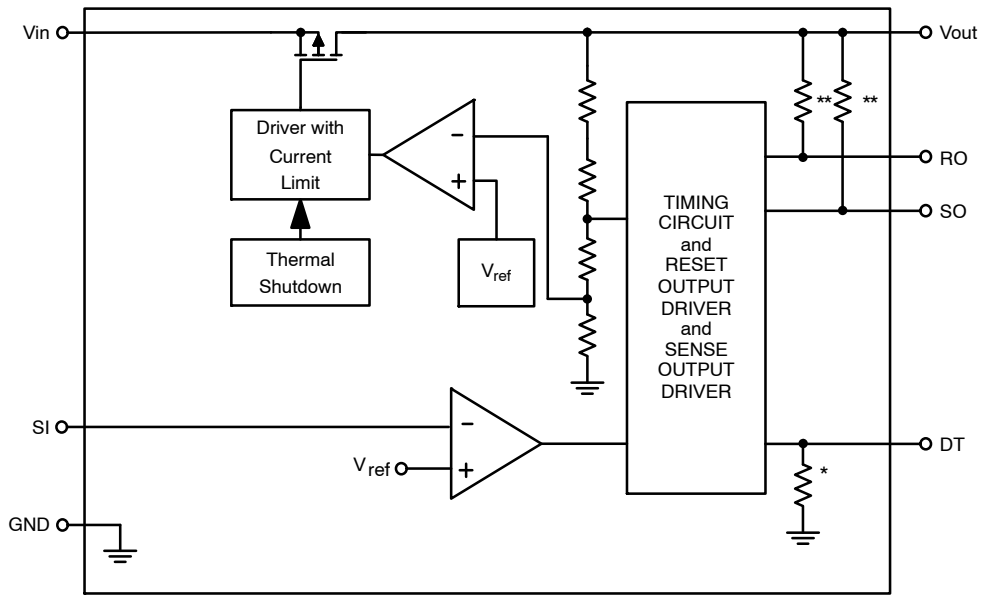 Vin
Vout
** **
Driver with
Current
Limit
−
+
RO
SO
TIMING
CIRCUIT
and
RESET
OUTPUT
DRIVER
and
SENSE
OUTPUT
DRIVER
Thermal
Shutdown
Vref
SI
−
Vref
+
DT
*
GND